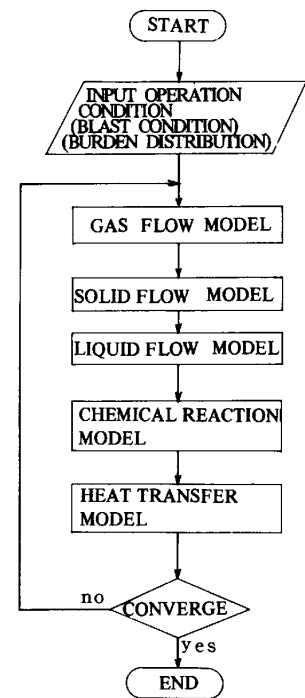 START
INPUT OPERATION
CONDITION
(BLAST CONDITION)
(BURDEN DISTRIBUTION)
GAS FLOW MODEL
SOLID FLOW MODEL
LIQUID FLOW MODEL
CHEMICAL REACTION
MODEL
HEAT TRANSFER
MODEL
no
CONVERGE
yes
END